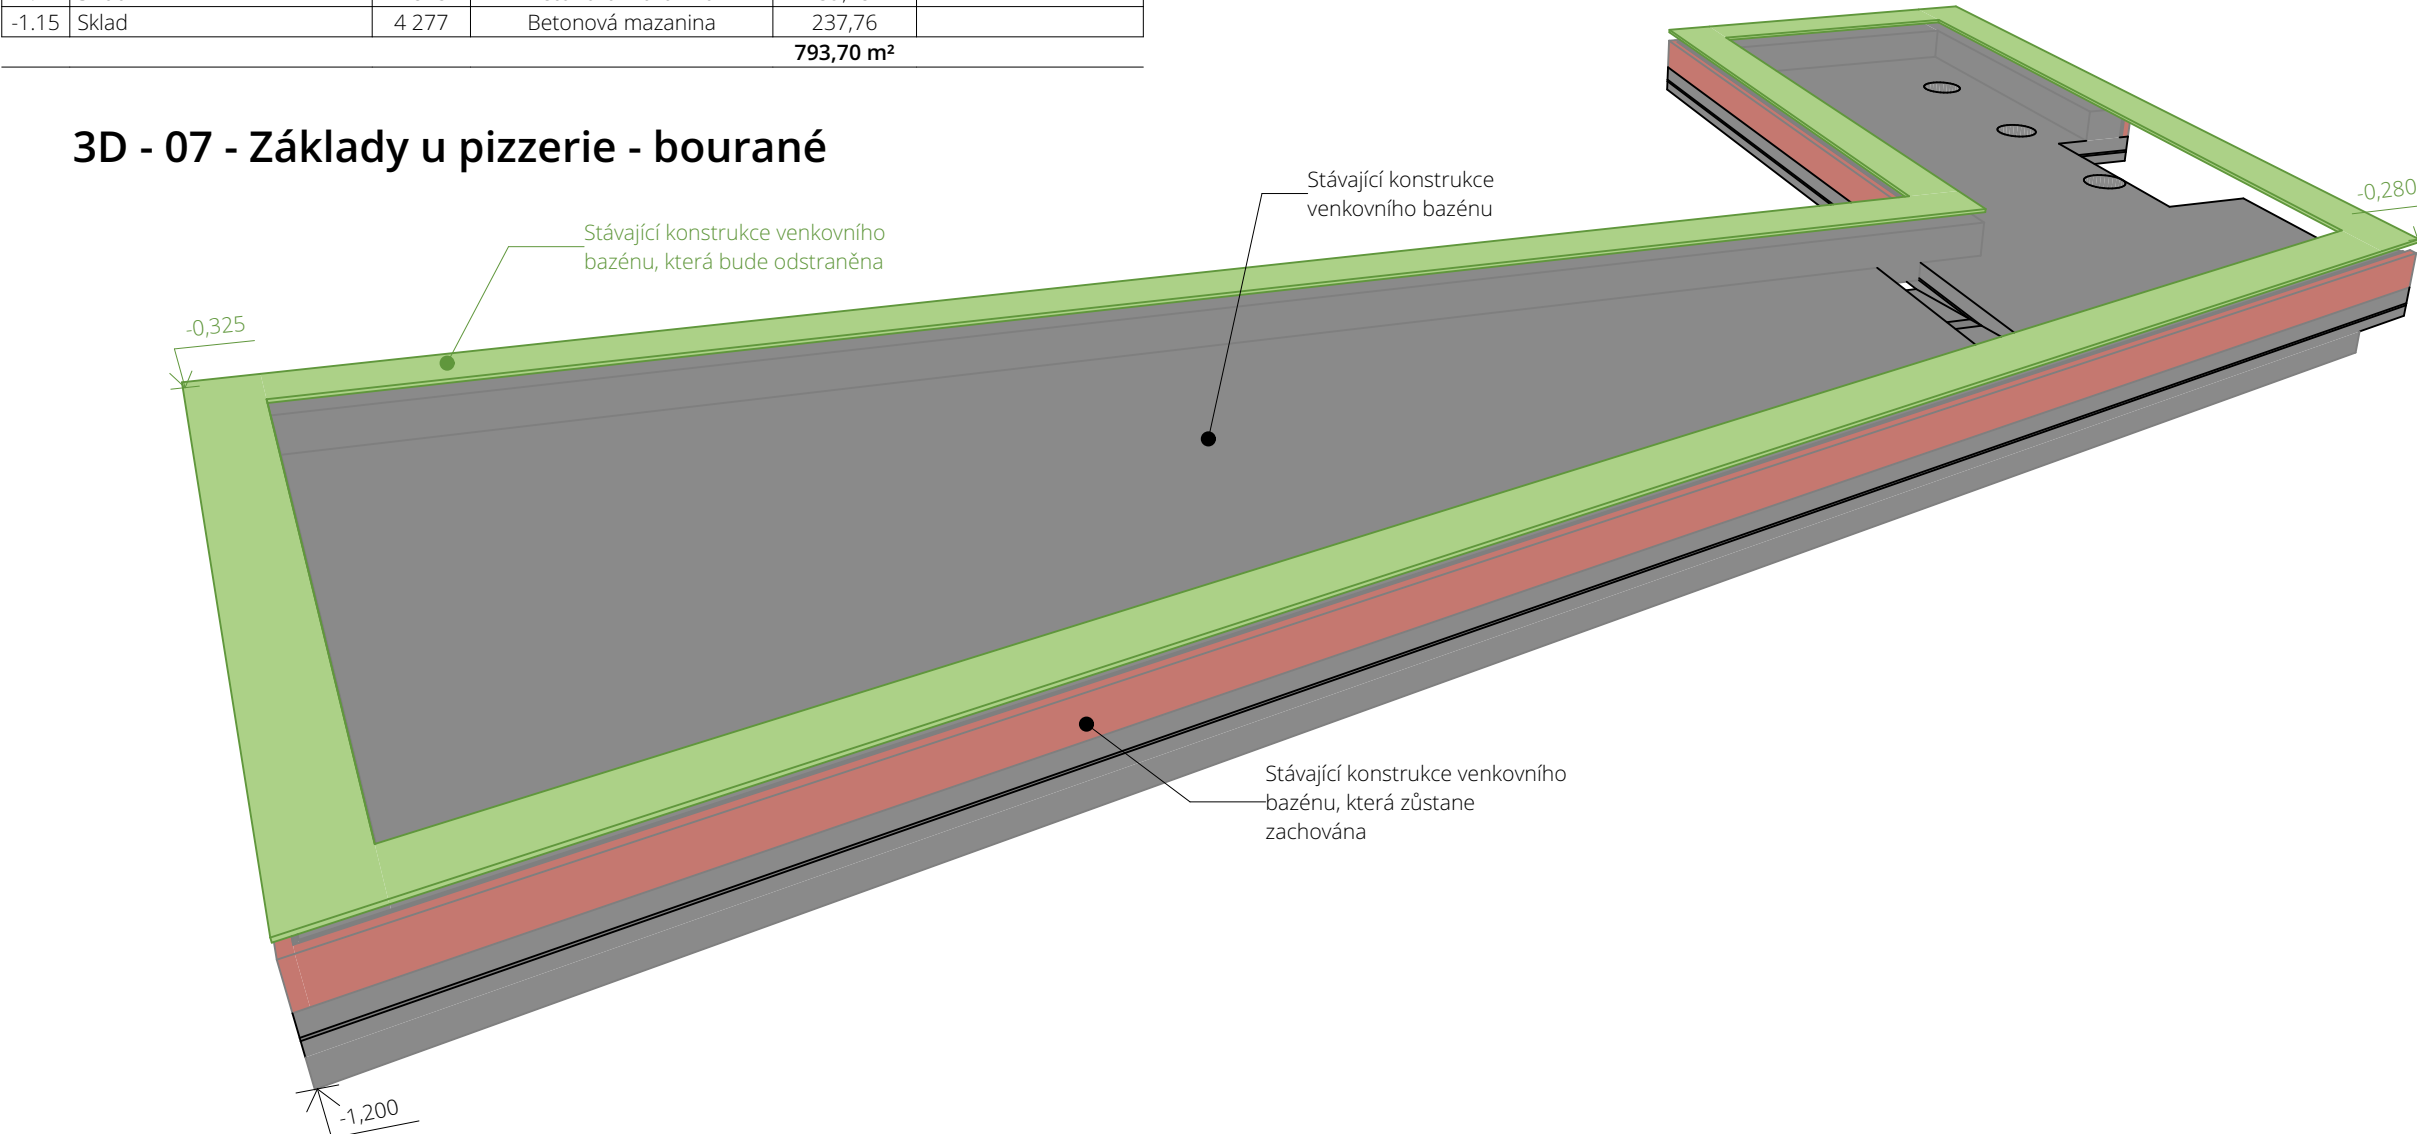 -1.15 Sklad 4 277 Betonová mazanina 237,76
793,70 m²
3D - 07 - Základy u pizzerie - bourané
Stávající konstrukce
venkovního bazénu
-0,280
Stávající konstrukce venkovního
bazénu, která bude odstraněna
-0,325
Stávající konstrukce venkovního
bazénu, která zůstane
zachována
-1,200